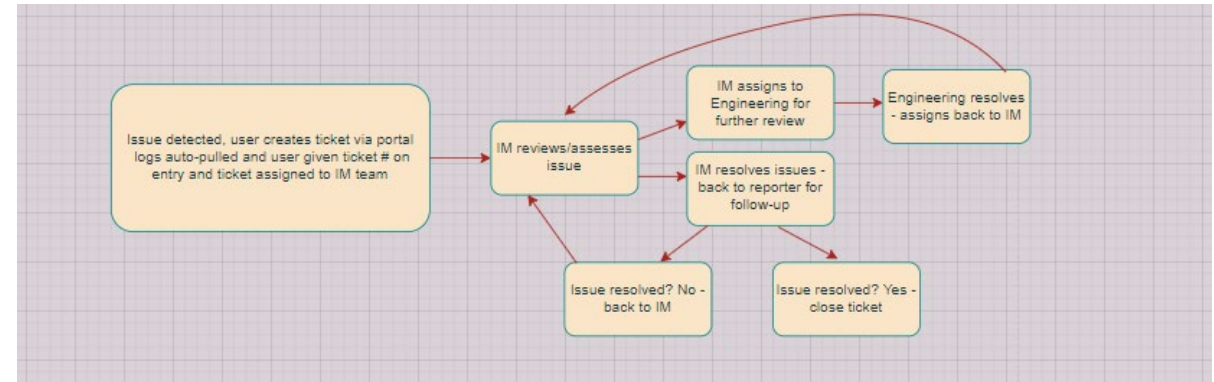 Issue detected, user creates ticket via portal
logs auto-pulled and user given ticket # on
entry and ticket assigned to IM team
IM reviews/assesses
issue
IM assigns to
Engineering for
further review
Engineering resolves
- assigns back to IM
IM resolves issues -
back to reporter for
follow-up
Issue resolved? No -
back to IM
Issue resolved? Yes -
close ticket